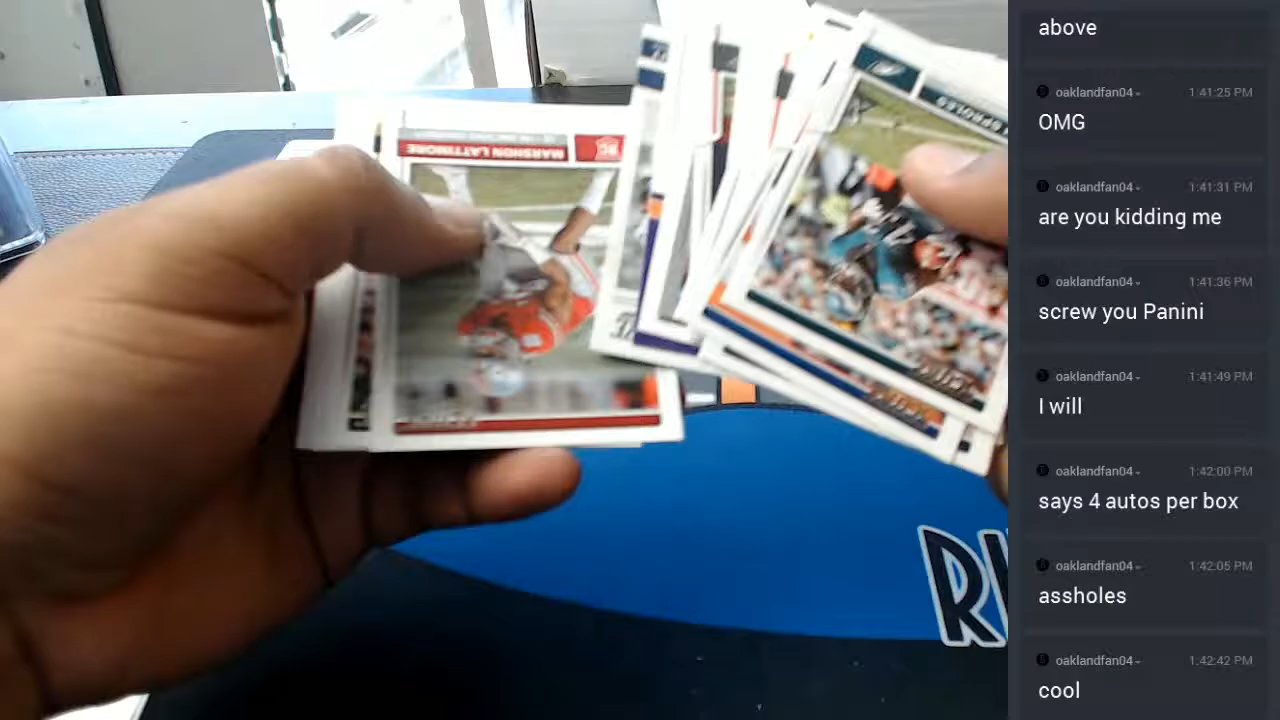 above
oaklandfan04
1:41:25 PM
OMG
oaklandfan04
1:41:31 PM
are you kidding me
oaklandfan04
1:41:36 PM
screw you Panini
oaklandfan04
1:41:49 PM
I will
oaklandfan04
1:42:00 PM
says 4 autos per box
oaklandfan04
1:42:05 PM
assholes
oaklandfan04
1:42:42 PM
cool
MARSHON LATTIMORE
RC
SPROLES